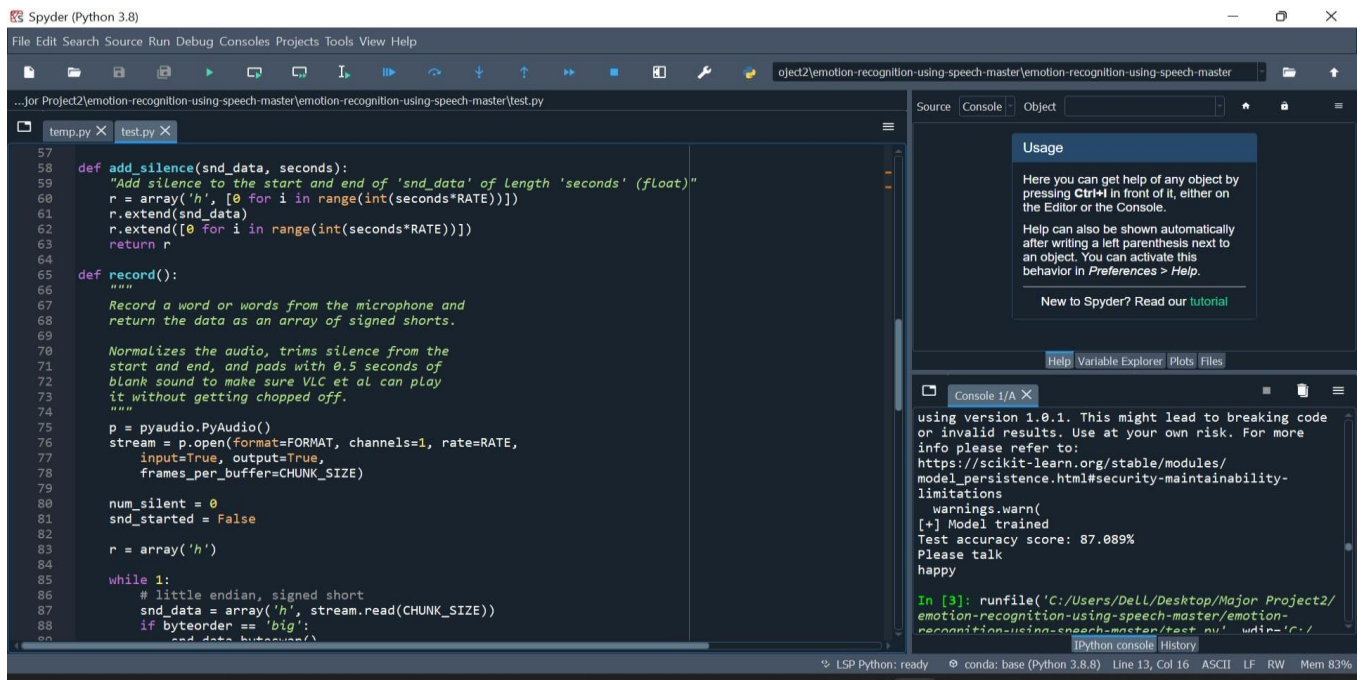 Spyder (Python 3.8)
File Edit Search Source Run Debug Consoles Projects Tools View Help
oject2\emotion-recognition-using-speech-master\emotion-recognition-using-speech-master
...jor Project2\emotion-recognition-using-speech-master\emotion-recognition-using-speech-master\test.py
temp.py X test.py X
57
58 def add_silence(snd_data, seconds):
59 "Add silence to the start and end of 'snd_data' of length 'seconds' (float)"
60 r = array('h', [0 for i in range(int(seconds*RATE))])
61 r.extend(snd_data)
62 r.extend([0 for i in range(int(seconds*RATE))])
63 return r
64
65 def record():
66 """
67 Record a word or words from the microphone and
68 return the data as an array of signed shorts.
69
70 Normalizes the audio, trims silence from the
71 start and end, and pads with 0.5 seconds of
72 blank sound to make sure VLC et al can play
73 it without getting chopped off.
74 """
75 p = pyaudio.PyAudio()
76 stream = p.open(format=FORMAT, channels=1, rate=RATE,
77 input=True, output=True,
78 frames_per_buffer=CHUNK_SIZE)
79
80 num_silent = 0
81 snd_started = False
82
83 r = array('h')
84
85 while 1:
86 # little endian, signed short
87 snd_data = array('h', stream.read(CHUNK_SIZE))
88 if byteorder == 'big':
89 snd_data.byteswap()
Source Console Object
Usage
Here you can get help of any object by
pressing Ctrl+I in front of it, either on
the Editor or the Console.
Help can also be shown automatically
after writing a left parenthesis next to
an object. You can activate this
behavior in Preferences > Help.
New to Spyder? Read our tutorial
Help Variable Explorer Plots Files
Console 1/A X
using version 1.0.1. This might lead to breaking code
or invalid results. Use at your own risk. For more
info please refer to:
https://scikit-learn.org/stable/modules/
model_persistence.html#security-maintainability-
limitations
warnings.warn(
[+] Model trained
Test accuracy score: 87.089%
Please talk
happy
In [3]: runfile('C:/Users/Dell/Desktop/Major Project2/
emotion-recognition-using-speech-master/emotion-
recognition-using-speech-master/test.py', wdir='C:/
IPython console History
LSP Python: ready conda: base (Python 3.8.8) Line 13, Col 16 ASCII LF RW Mem 83%